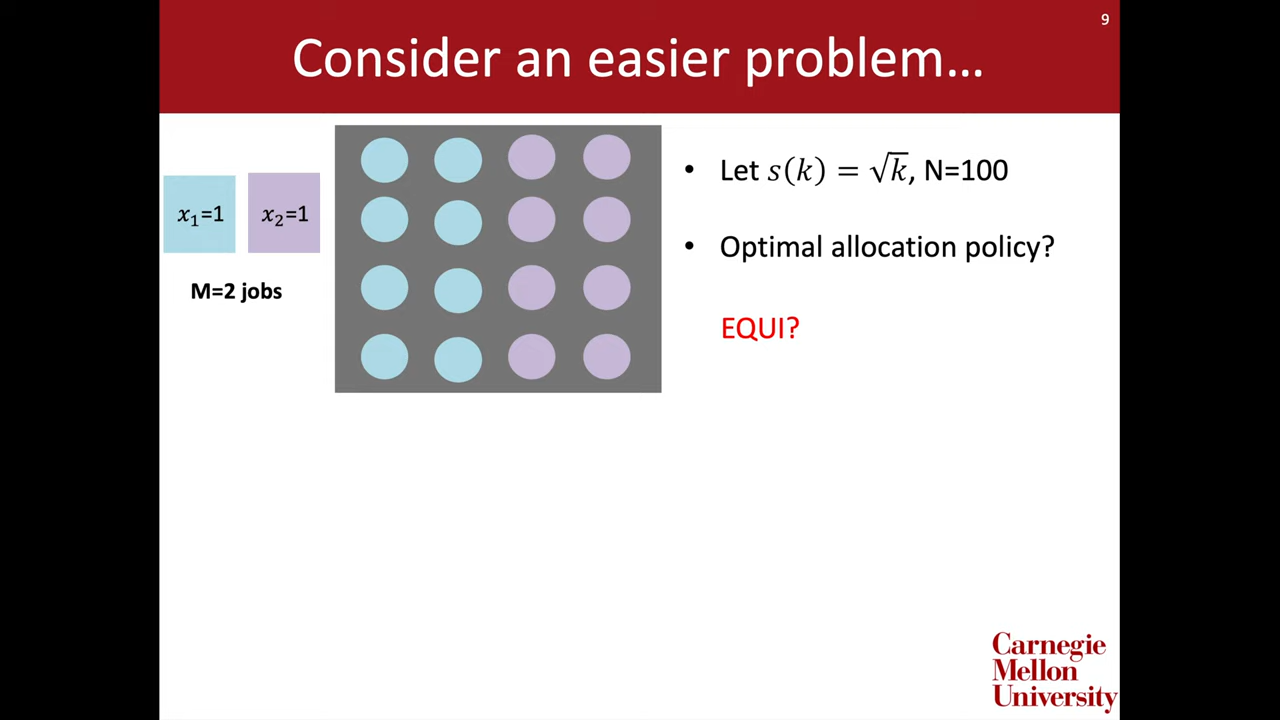 9
Consider an easier problem...
x₁=1
x₂=1
M=2 jobs
• Let s(k) = √k, N=100
• Optimal allocation policy?
EQUI?
Carnegie
Mellon
University